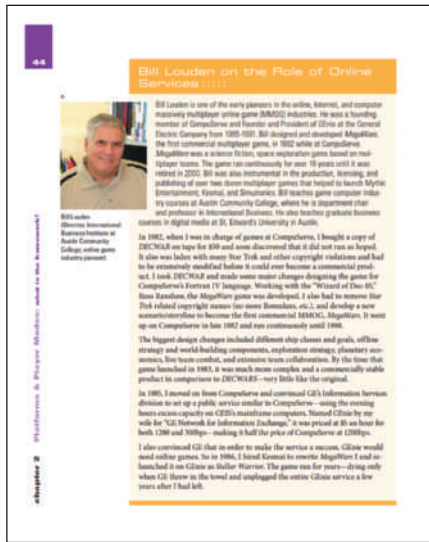 44
Bill Louden on the Role of Online
Services :::::
Bill Louden is one of the early pioneers in the online, Internet, and computer
massively multiplayer online game (MMOG) industries. He was a founding
member of CompuServe and Founder and President of GEnie at the General
Electric Company from 1985-1991. Bill designed and developed MegaWars,
the first commercial multiplayer game, in 1982 while at CompuServe.
MegaWars was a science fiction, space exploration game based on mul-
tiplayer teams. The game ran continuously for over 18 years until it was
retired in 2000. Bill was also instrumental in the production, licensing, and
publishing of over two dozen multiplayer games that helped to launch Mythic
Entertainment, Kesmai, and Simutronics. Bill teaches game computer indus-
try courses at Austin Community College, where he is department chair
and professor in International Business. He also teaches graduate business
courses in digital media at St. Edward's University in Austin.
Bill Louden
(Director, International
Business Institute at
Austin Community
College; online game
industry pioneer)
In 1982, when I was in charge of games at CompuServe, I bought a copy of
DECWAR on tape for $50 and soon discovered that it did not run as hoped.
It also was laden with many Star Trek and other copyright violations and had
to be extensively modified before it could ever become a commercial prod-
uct. I took DECWAR and made some major changes designing the game for
CompuServe's Fortran IV language. Working with the "Wizard of Dec-10,"
Russ Ranshaw, the MegaWars game was developed. I also had to remove Star
Trek related copyright names (no more Romulans, etc.), and develop a new
scenario/storyline to become the first commercial MMOG, MegaWars. It went
up on CompuServe in late 1982 and ran continuously until 1998.
The biggest design changes included different ship classes and goals, offline
strategy and world-building components, exploration strategy, planetary eco-
nomics, live team combat, and extensive team collaboration. By the time that
game launched in 1983, it was much more complex and a commercially stable
product in comparison to DECWARS—very little like the original.
In 1985, I moved on from CompuServe and convinced GE's Information Services
division to set up a public service similar to CompuServe—using the evening
hours excess capacity on GEIS's mainframe computers. Named GEnie by my
wife for "GE Network for Information Exchange," it was priced at $5 an hour for
both 1200 and 300bps—making it half the price of CompuServe at 1200bps.
I also convinced GE that in order to make the service a success, GEnie would
need online games. So in 1986, I hired Kesmai to rewrite MegaWars I and re-
launched it on GEnie as Stellar Warrior. The game ran for years—dying only
when GE threw in the towel and unplugged the entire GEnie service a few
years after I had left.
chapter 2 Platforms & Player Modes: what is the framework?